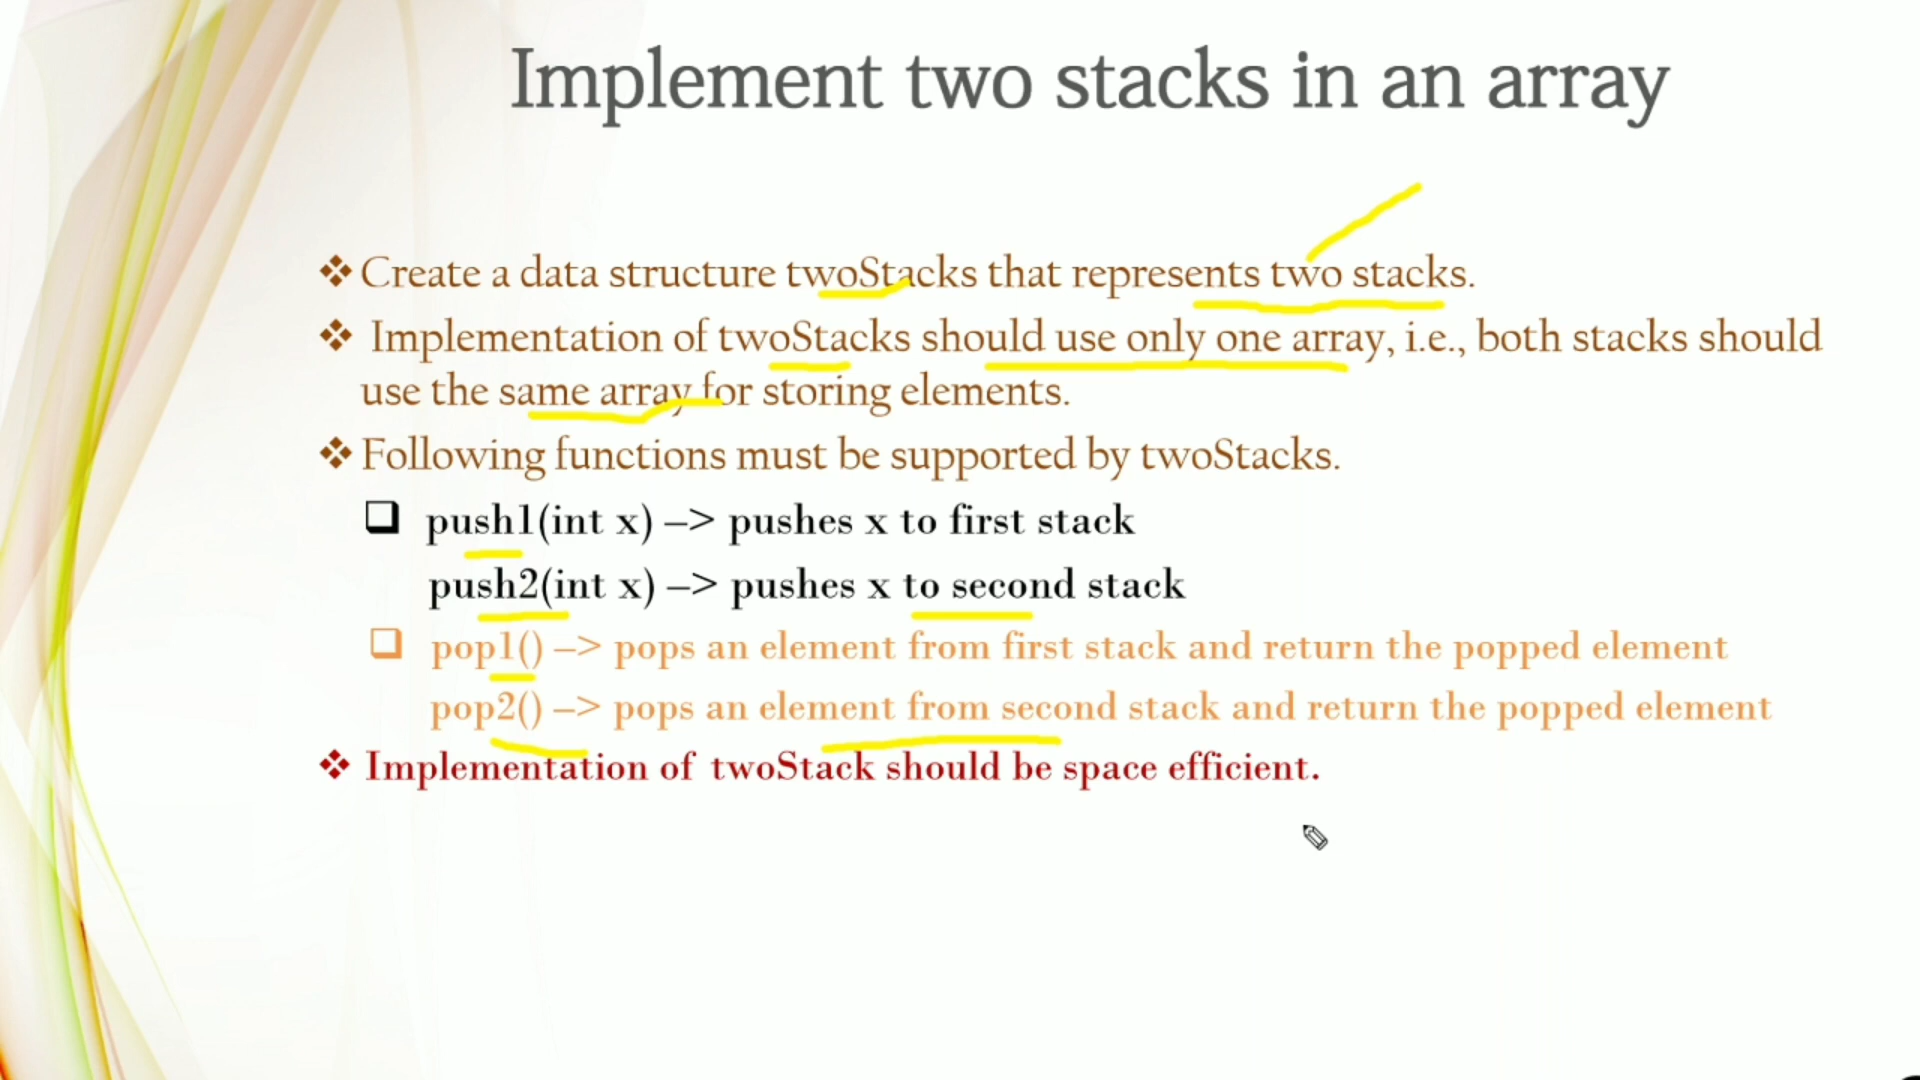 Implement two stacks in an array
❖ Create a data structure twoStacks that represents two stacks.
❖ Implementation of twoStacks should use only one array, i.e., both stacks should
use the same array for storing elements.
❖ Following functions must be supported by twoStacks.
❑ push1(int x) –> pushes x to first stack
push2(int x) –> pushes x to second stack
❑ pop1() –> pops an element from first stack and return the popped element
pop2() –> pops an element from second stack and return the popped element
❖ Implementation of twoStack should be space efficient.